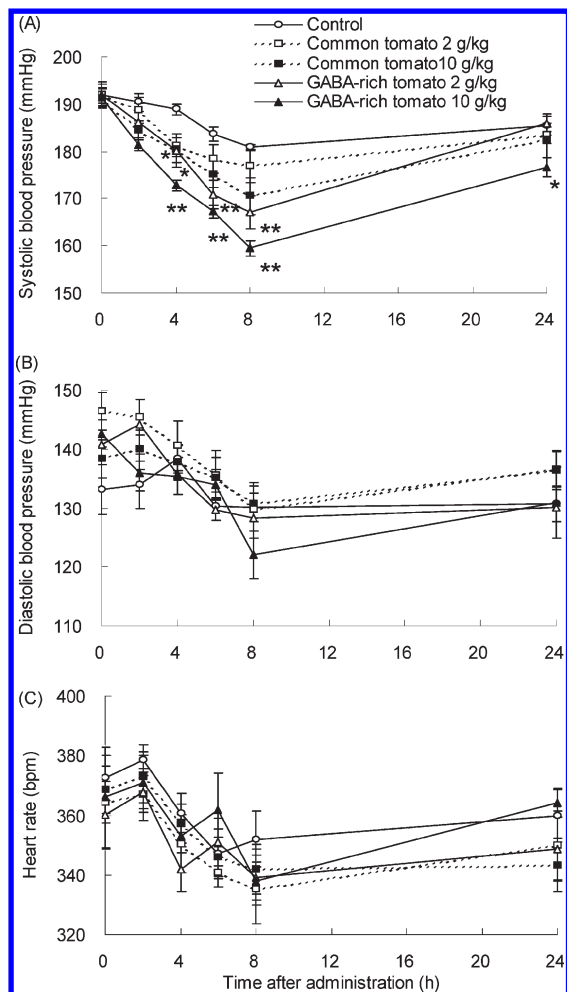 (A)
Control
Common tomato 2 g/kg
Common tomato10 g/kg
GABA-rich tomato 2 g/kg
GABA-rich tomato 10 g/kg
Systolic blood pressure (mmHg)
200
190
180
170
160
150
* *
** ** **
** **
*
0 4 8 12 16 20 24
(B)
Diastolic blood pressure (mmHg)
150
140
130
120
110
0 4 8 12 16 20 24
(C)
Heart rate (bpm)
400
380
360
340
320
0 4 8 12 16 20 24
Time after administration (h)